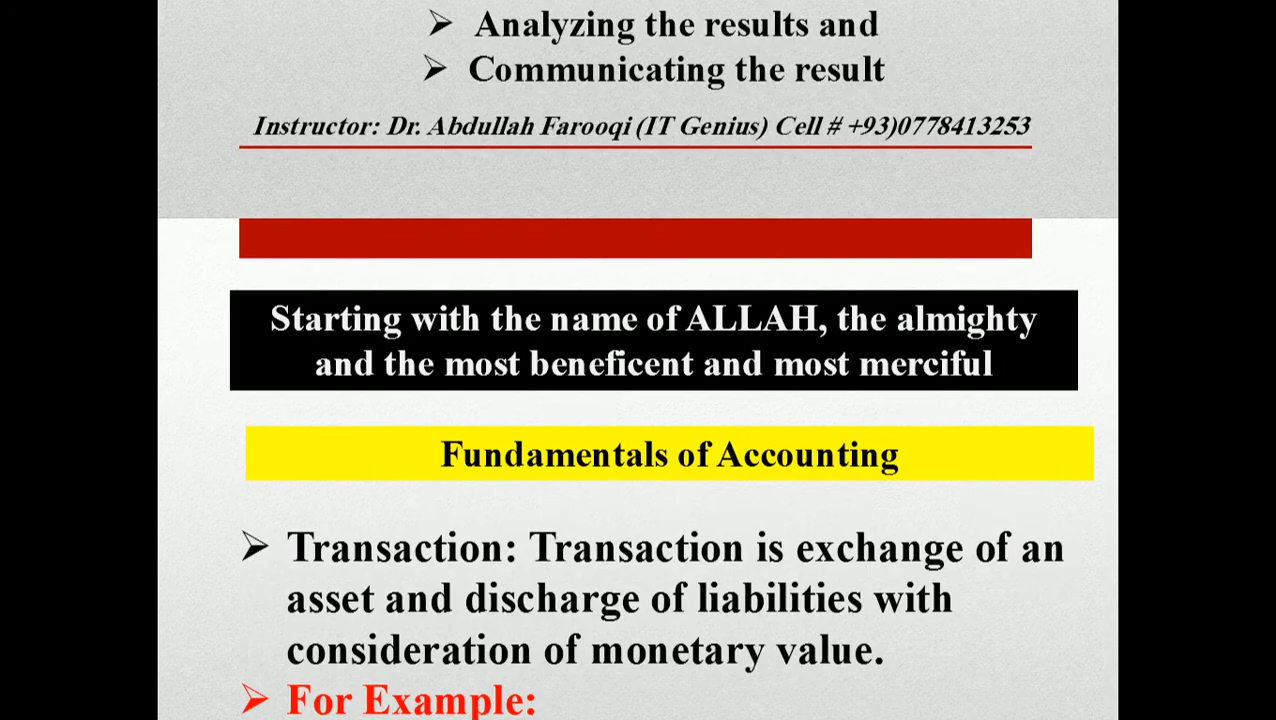 ➢ Analyzing the results and
➢ Communicating the result
Instructor: Dr. Abdullah Farooqi (IT Genius) Cell # +93)0778413253
Starting with the name of ALLAH, the almighty
and the most beneficent and most merciful
Fundamentals of Accounting
➢ Transaction: Transaction is exchange of an
asset and discharge of liabilities with
consideration of monetary value.
➢ For Example: